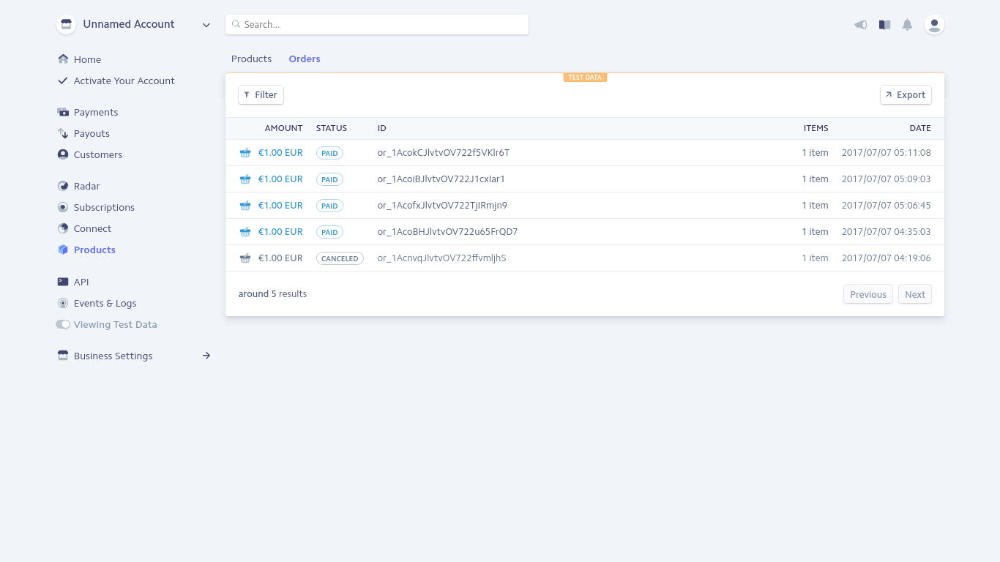 Unnamed Account
Search...
Home
Activate Your Account
Payments
Payouts
Customers
Radar
Subscriptions
Connect
Products
API
Events & Logs
Viewing Test Data
Business Settings
Products Orders
TEST DATA
Filter Export
AMOUNT STATUS ID ITEMS DATE
€1.00 EUR PAID or_1AcokCJlvtvOV722f5VKlr6T 1 item 2017/07/07 05:11:08
€1.00 EUR PAID or_1AcoiBJlvtvOV722J1cxIar1 1 item 2017/07/07 05:09:03
€1.00 EUR PAID or_1AcofxJlvtvOV722TjIRmjn9 1 item 2017/07/07 05:06:45
€1.00 EUR PAID or_1AcoBHJlvtvOV722u65FrQD7 1 item 2017/07/07 04:35:03
€1.00 EUR CANCELED or_1AcnvqJlvtvOV722ffvmljhS 1 item 2017/07/07 04:19:06
around 5 results Previous Next